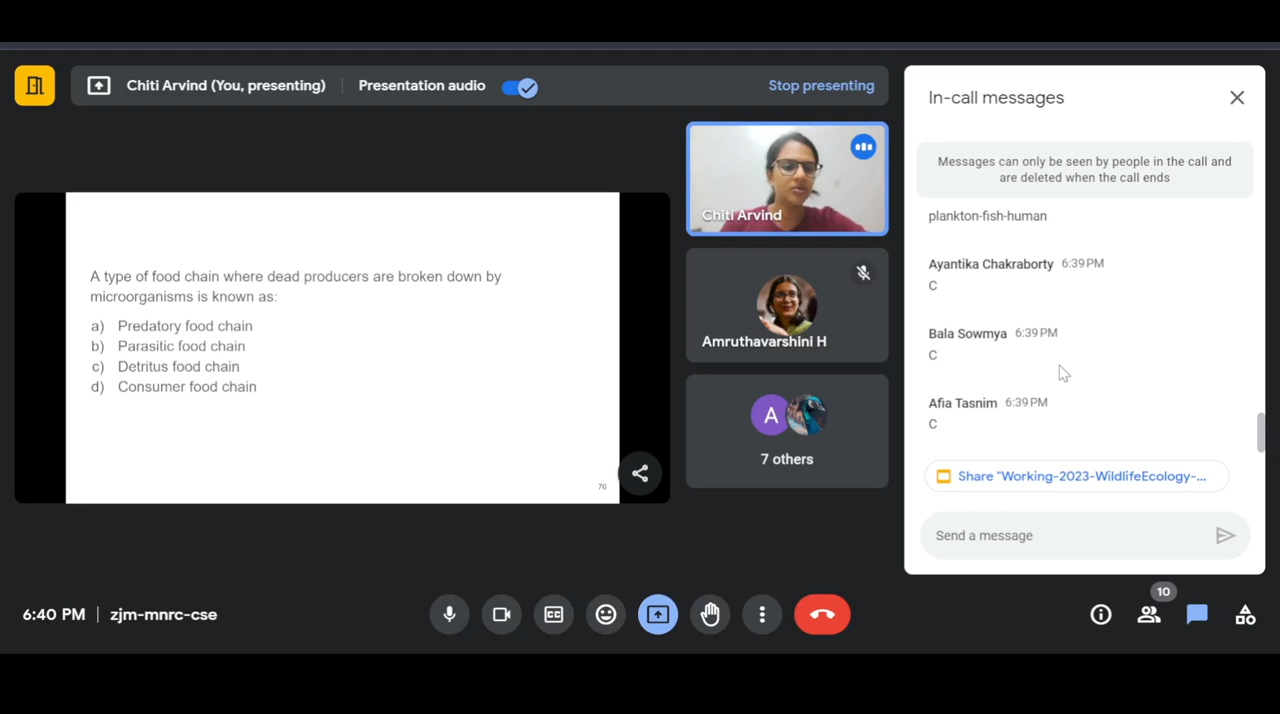 Chiti Arvind (You, presenting)
Presentation audio
Stop presenting
A type of food chain where dead producers are broken down by
microorganisms is known as:
a) Predatory food chain
b) Parasitic food chain
c) Detritus food chain
d) Consumer food chain
76
Chiti Arvind
Amruthavarshini H
A
7 others
In-call messages
Messages can only be seen by people in the call and
are deleted when the call ends
plankton-fish-human
Ayantika Chakraborty 6:39 PM
C
Bala Sowmya 6:39 PM
C
Afia Tasnim 6:39 PM
C
Share "Working-2023-WildlifeEcology-...
Send a message
6:40 PM | zjm-mnrc-cse
CC
10